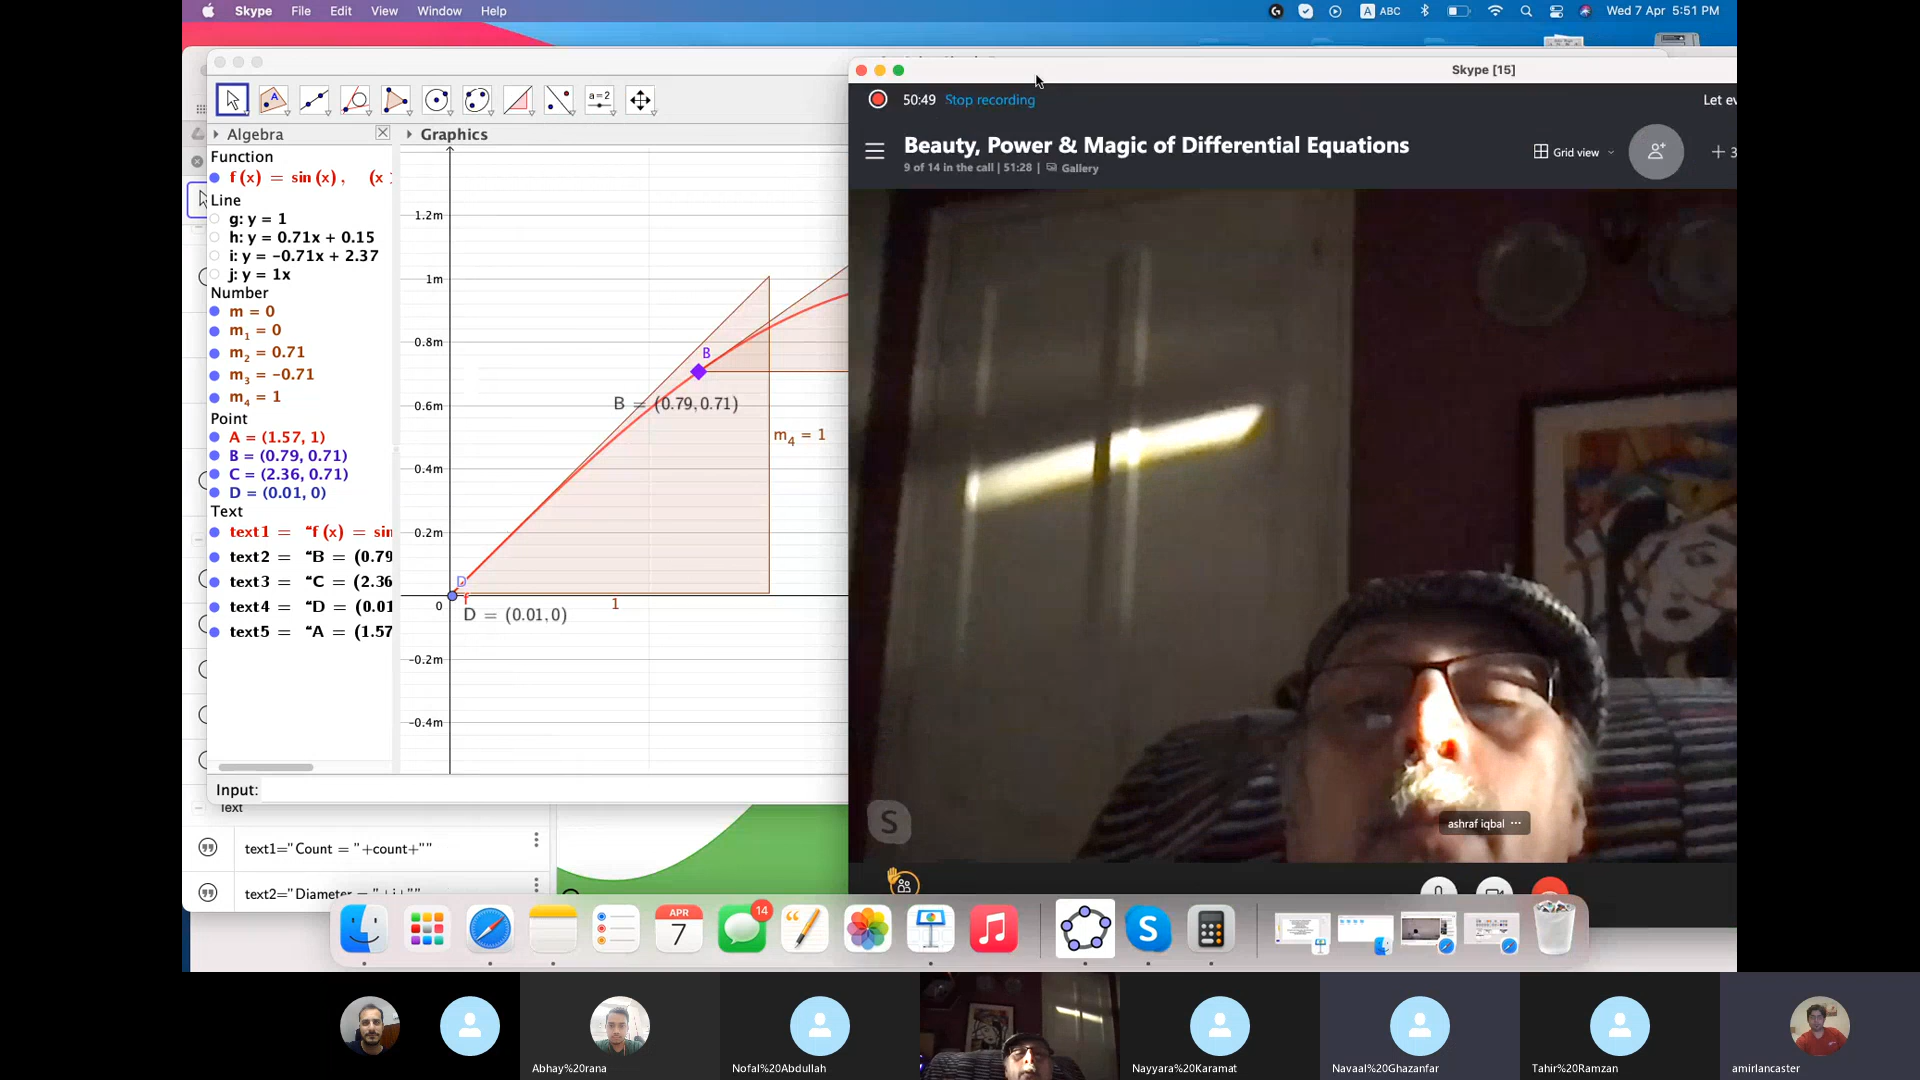 Skype File Edit View Window Help
A ABC Wed 7 Apr 5:51 PM
Skype [15]
50:49 Stop recording
Let ev
Beauty, Power & Magic of Differential Equations
9 of 14 in the call | 51:28 | Gallery
Grid view
+ 3
A
a=2
Algebra
Graphics
Function
f(x) = sin(x), (x
Line
g: y = 1
h: y = 0.71x + 0.15
i: y = -0.71x + 2.37
j: y = 1x
Number
m = 0
m₁ = 0
m₂ = 0.71
m₃ = -0.71
m₄ = 1
Point
A = (1.57, 1)
B = (0.79, 0.71)
C = (2.36, 0.71)
D = (0.01, 0)
Text
text1 = “f(x) = sin
text2 = “B = (0.79
text3 = “C = (2.36
text4 = “D = (0.01
text5 = “A = (1.57
1.2m
1m
0.8m
0.6m
0.4m
0.2m
0
-0.2m
-0.4m
B
B = (0.79, 0.71)
m₄ = 1
D
f
1
D = (0.01, 0)
Input:
Text
text1="Count = "+count+""
text2="Diameter = "+i+""
ashraf iqbal ...
S
APR
7
14
S
Abhay%20rana
Nofal%20Abdullah
Nayyara%20Karamat
Navaal%20Ghazanfar
Tahir%20Ramzan
amirlancaster